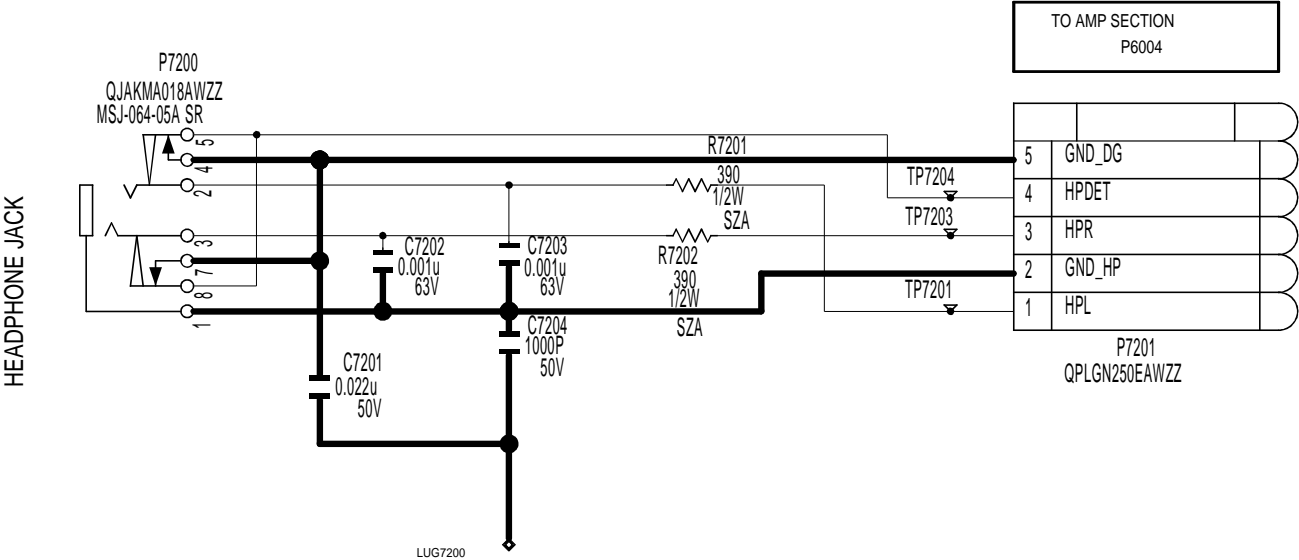 TO AMP SECTION
P6004
P7200
QJAKMA018AWZZ
MSJ-064-05A SR
HEADPHONE JACK
5
4
2
3
7
8
1
R7201
390
1/2W
SZA
R7202
390
1/2W
SZA
C7202
0.001u
63V
C7203
0.001u
63V
C7204
1000P
50V
C7201
0.022u
50V
TP7204
TP7203
TP7201
5 GND_DG
4 HPDET
3 HPR
2 GND_HP
1 HPL
P7201
QPLGN250EAWZZ
LUG7200